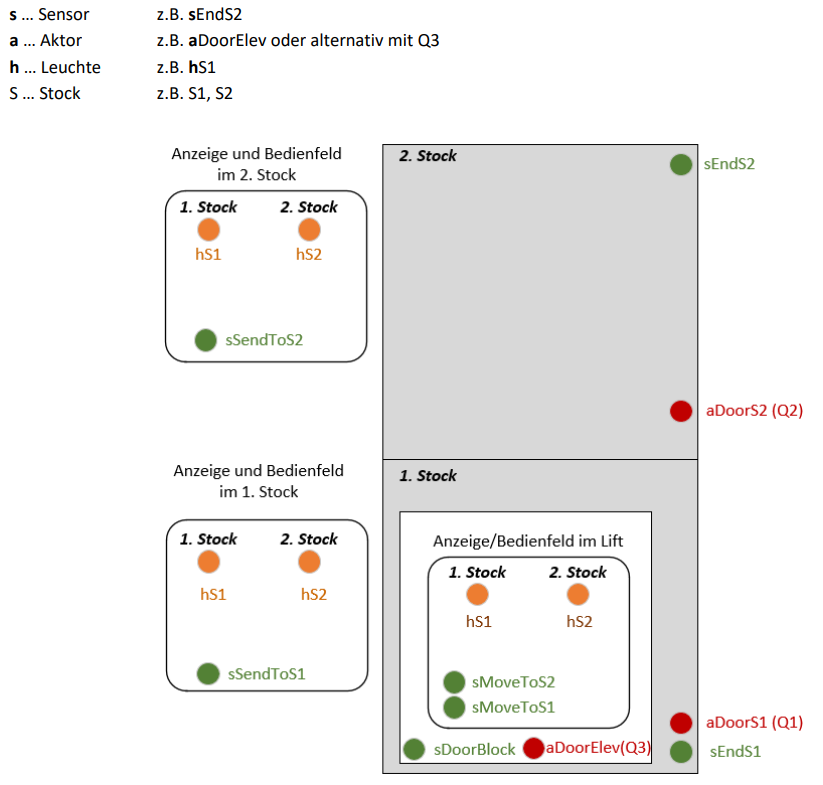 s ... Sensor z.B. sEndS2
a ... Aktor z.B. aDoorElev oder alternativ mit Q3
h ... Leuchte z.B. hS1
S ... Stock z.B. S1, S2
Anzeige und Bedienfeld
im 2. Stock
1. Stock 2. Stock
hS1 hS2
sSendToS2
2. Stock
sEndS2
aDoorS2 (Q2)
Anzeige und Bedienfeld
im 1. Stock
1. Stock 2. Stock
hS1 hS2
sSendToS1
1. Stock
Anzeige/Bedienfeld im Lift
1. Stock 2. Stock
hS1 hS2
sMoveToS2
sMoveToS1
sDoorBlock aDoorElev(Q3)
aDoorS1 (Q1)
sEndS1